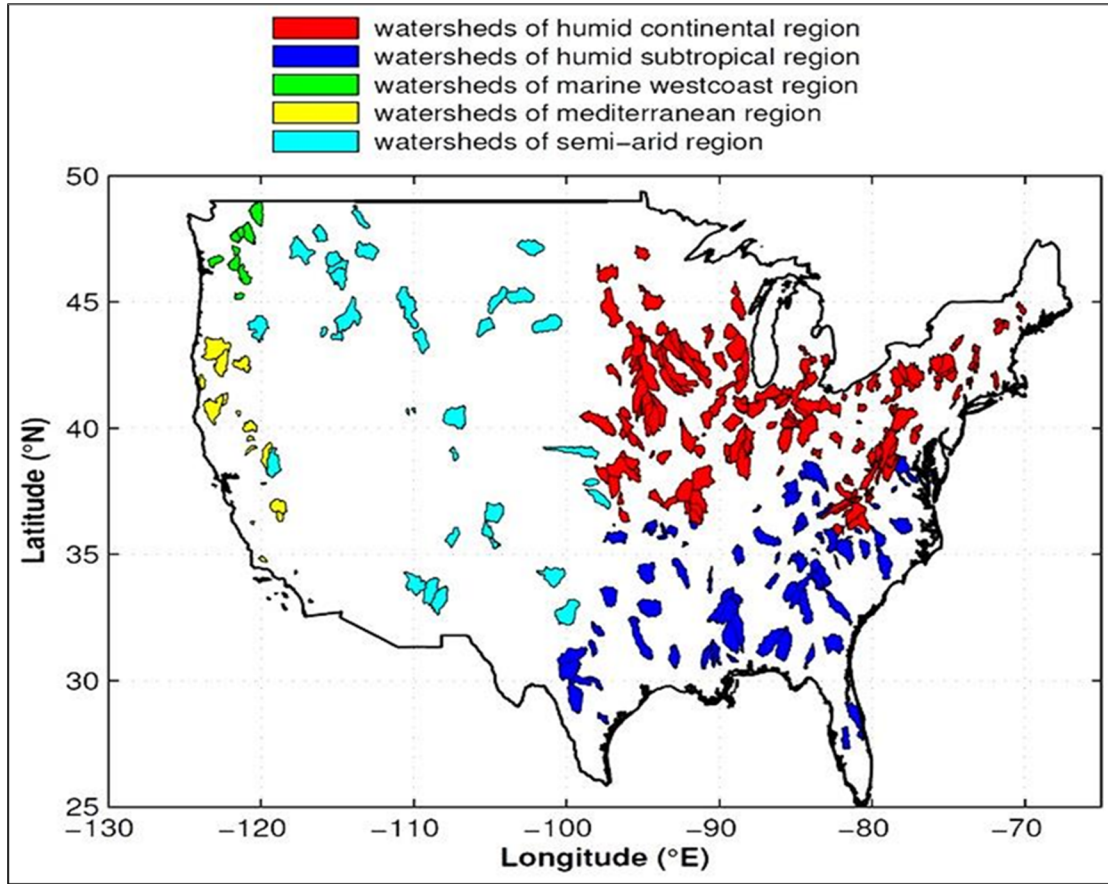 watersheds of humid continental region
watersheds of humid subtropical region
watersheds of marine westcoast region
watersheds of mediterranean region
watersheds of semi−arid region
50
45
40
35
30
25
Latitude (°N)
−130 −120 −110 −100 −90 −80 −70
Longitude (°E)